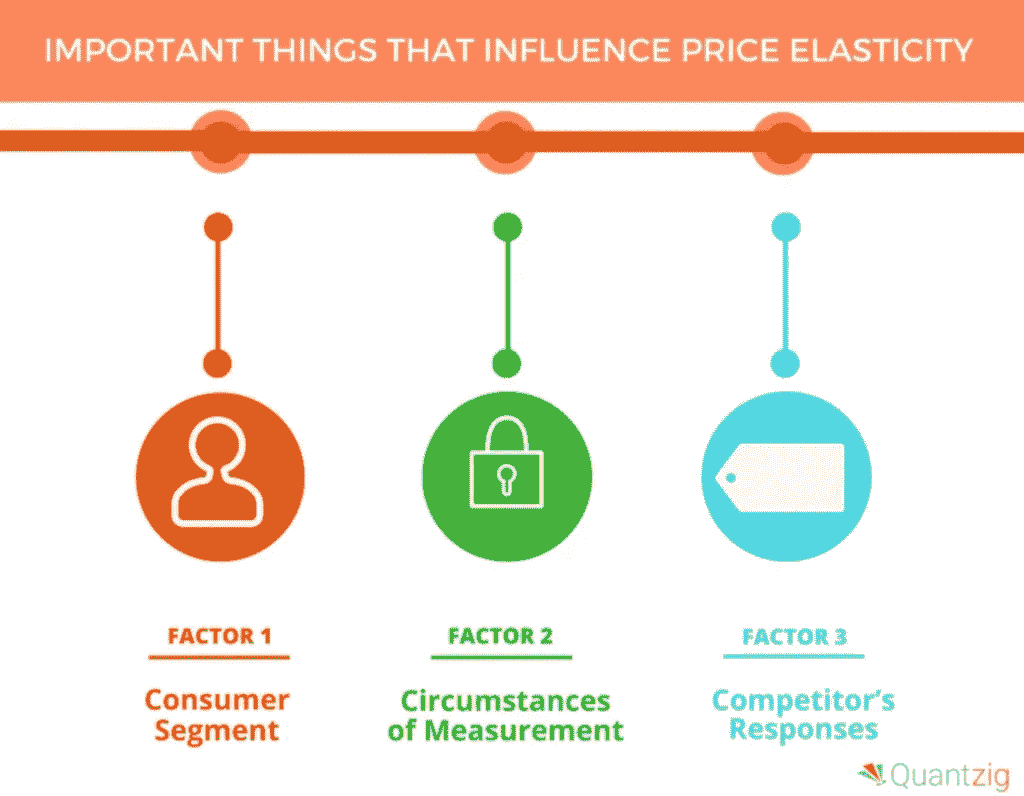 IMPORTANT THINGS THAT INFLUENCE PRICE ELASTICITY
FACTOR 1
Consumer
Segment
FACTOR 2
Circumstances
of Measurement
FACTOR 3
Competitor's
Responses
Quantzig